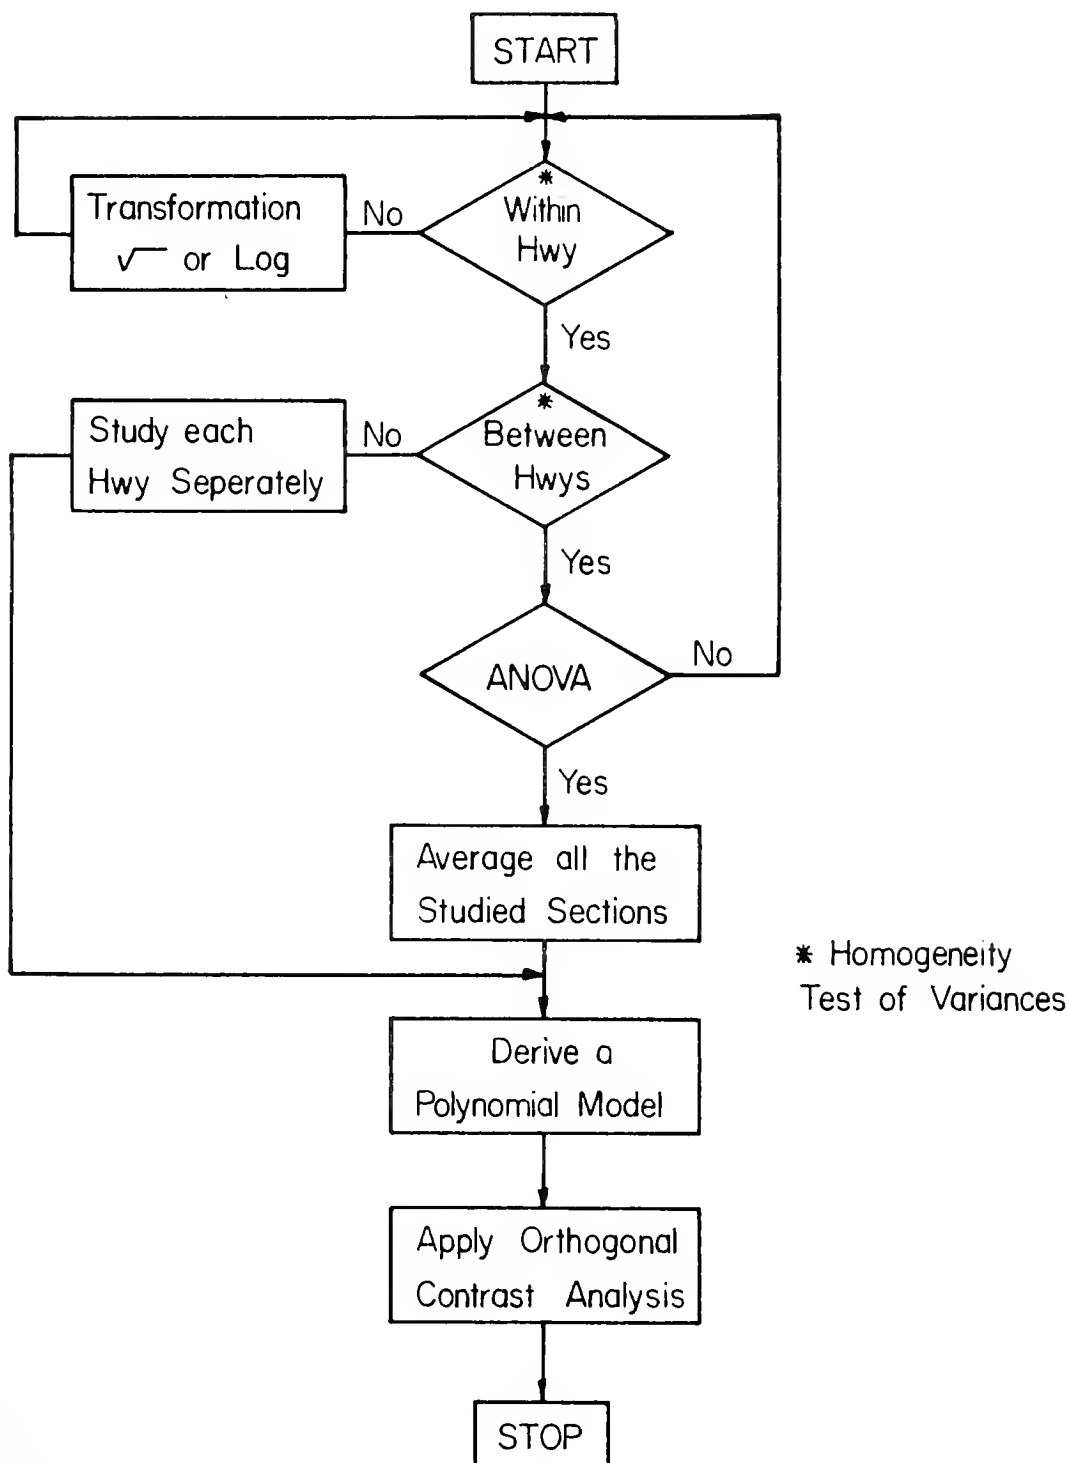 START
* Within
Hwy
No
Transformation
√ or Log
Yes
* Between
Hwys
No
Study each
Hwy Seperately
Yes
ANOVA
No
Yes
Average all the
Studied Sections
* Homogeneity
Test of Variances
Derive a
Polynomial Model
Apply Orthogonal
Contrast Analysis
STOP